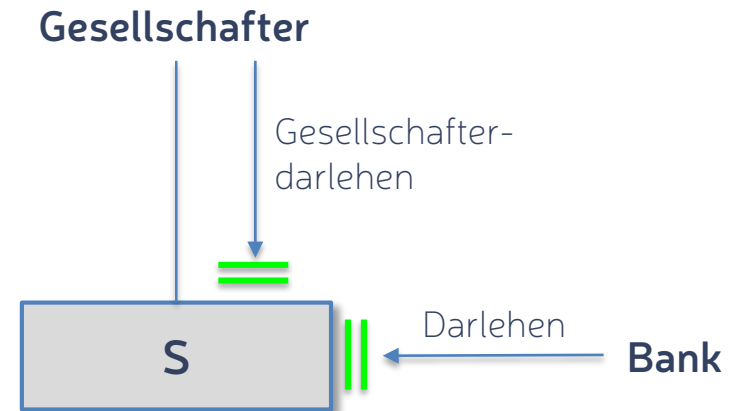 Gesellschafter
Gesellschafter-
darlehen
Darlehen
S
Bank